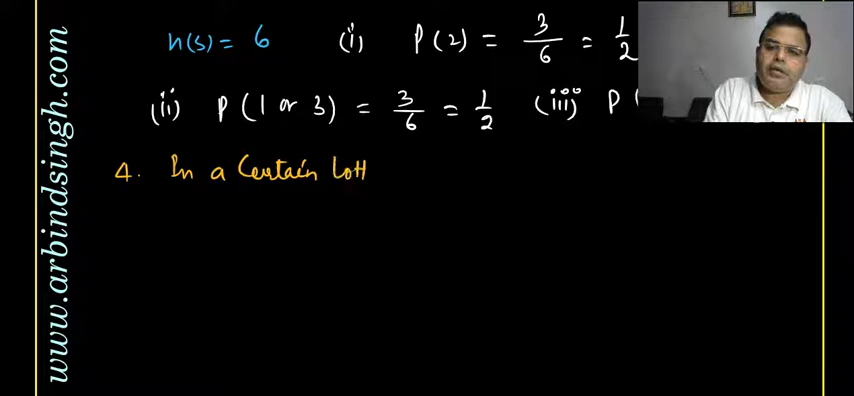 www.arbindsingh.com
n(s) = 6 (i) P(2) = 3/6 = 1/2
(ii) P(1 or 3) = 3/6 = 1/2 (iii) P(
4. In a Certain Lott